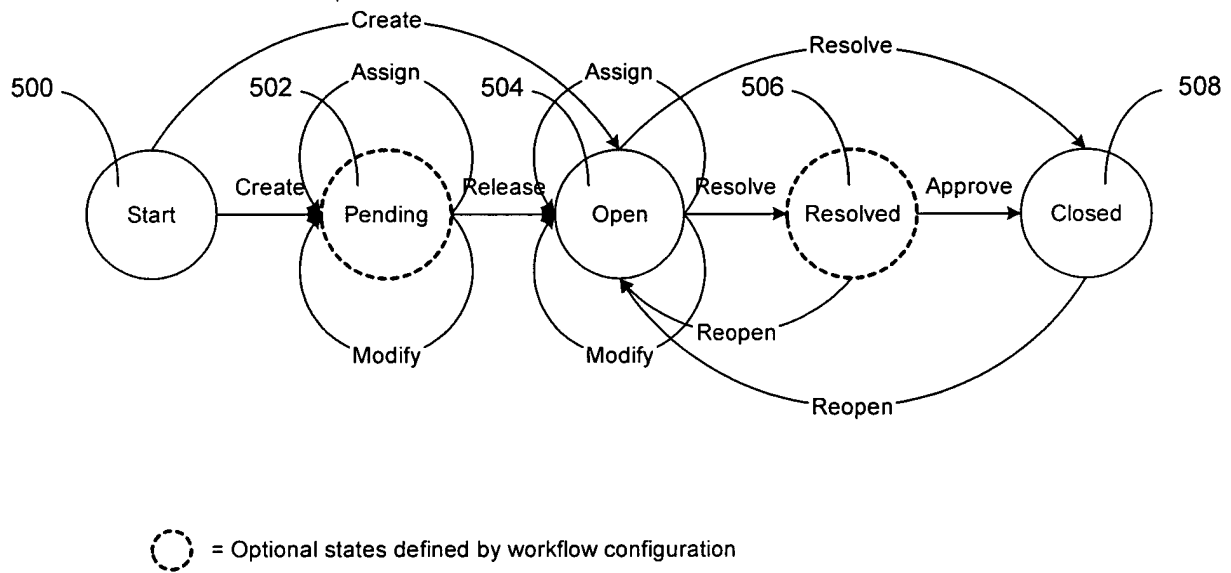 Create
Resolve
500
502
Assign
504
Assign
506
508
Start
Create
Pending
Release
Open
Resolve
Resolved
Approve
Closed
Modify
Modify
Reopen
Reopen
= Optional states defined by workflow configuration